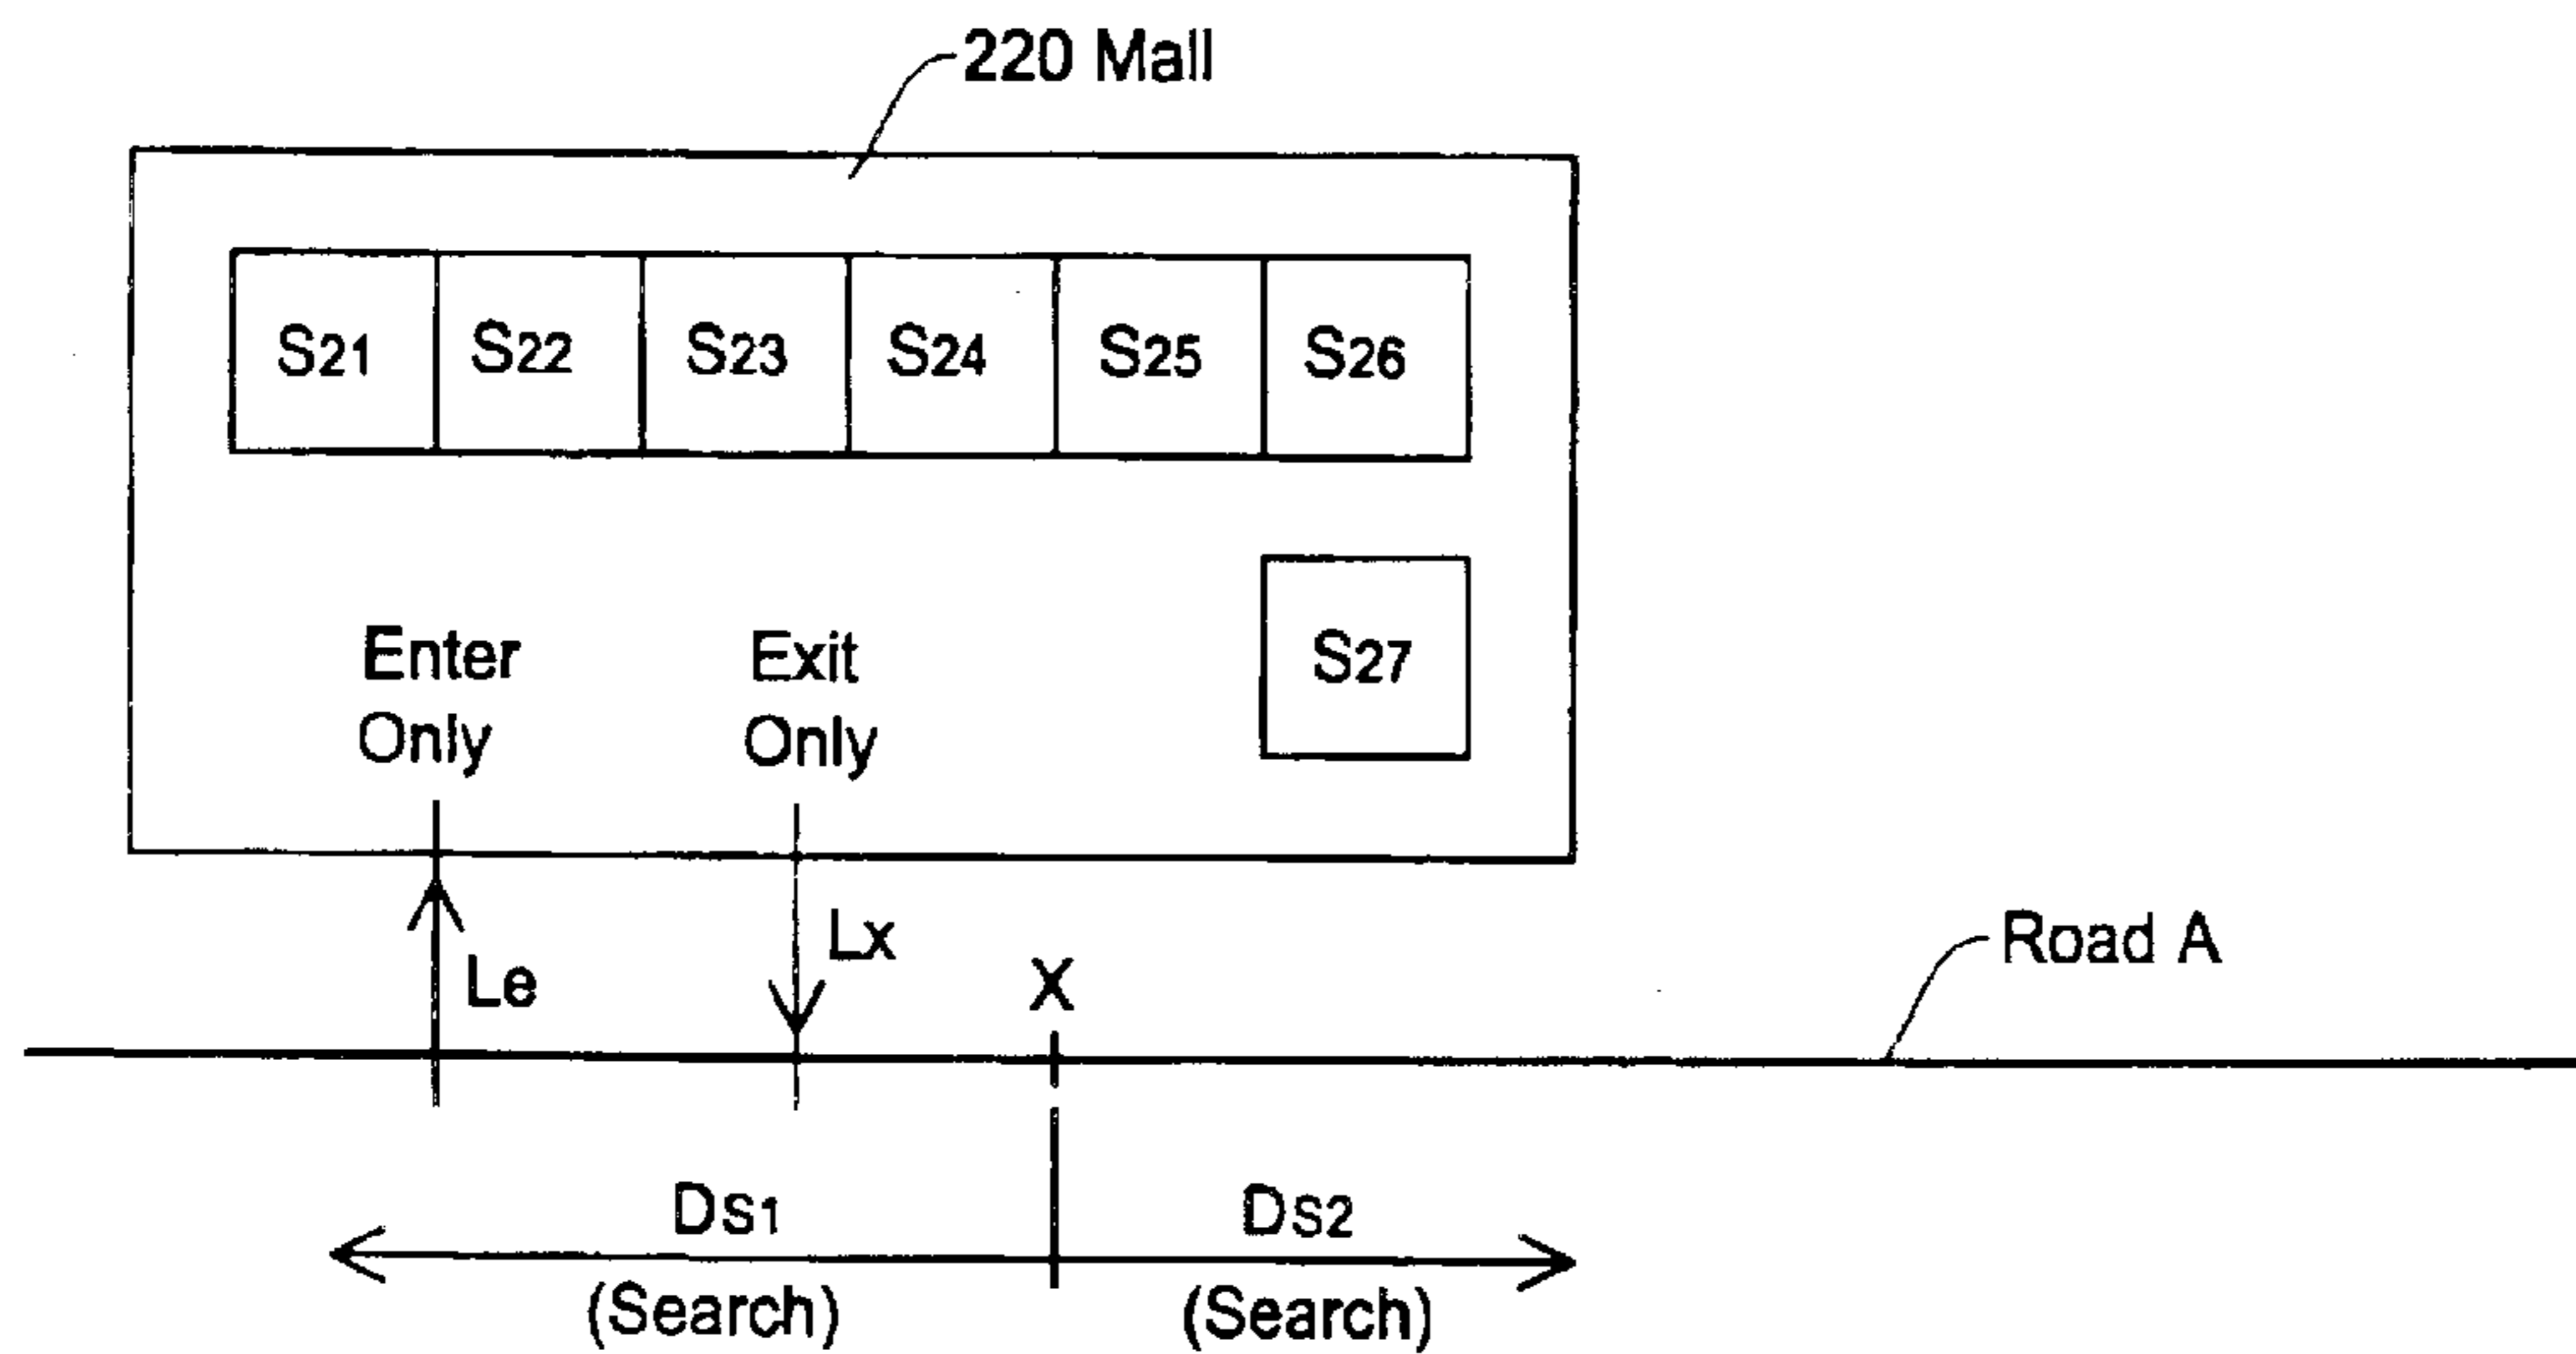 220 Mall
S21 S22 S23 S24 S25 S26
S27
Enter
Only
Exit
Only
Le
Lx
X
Road A
Ds1
(Search)
Ds2
(Search)